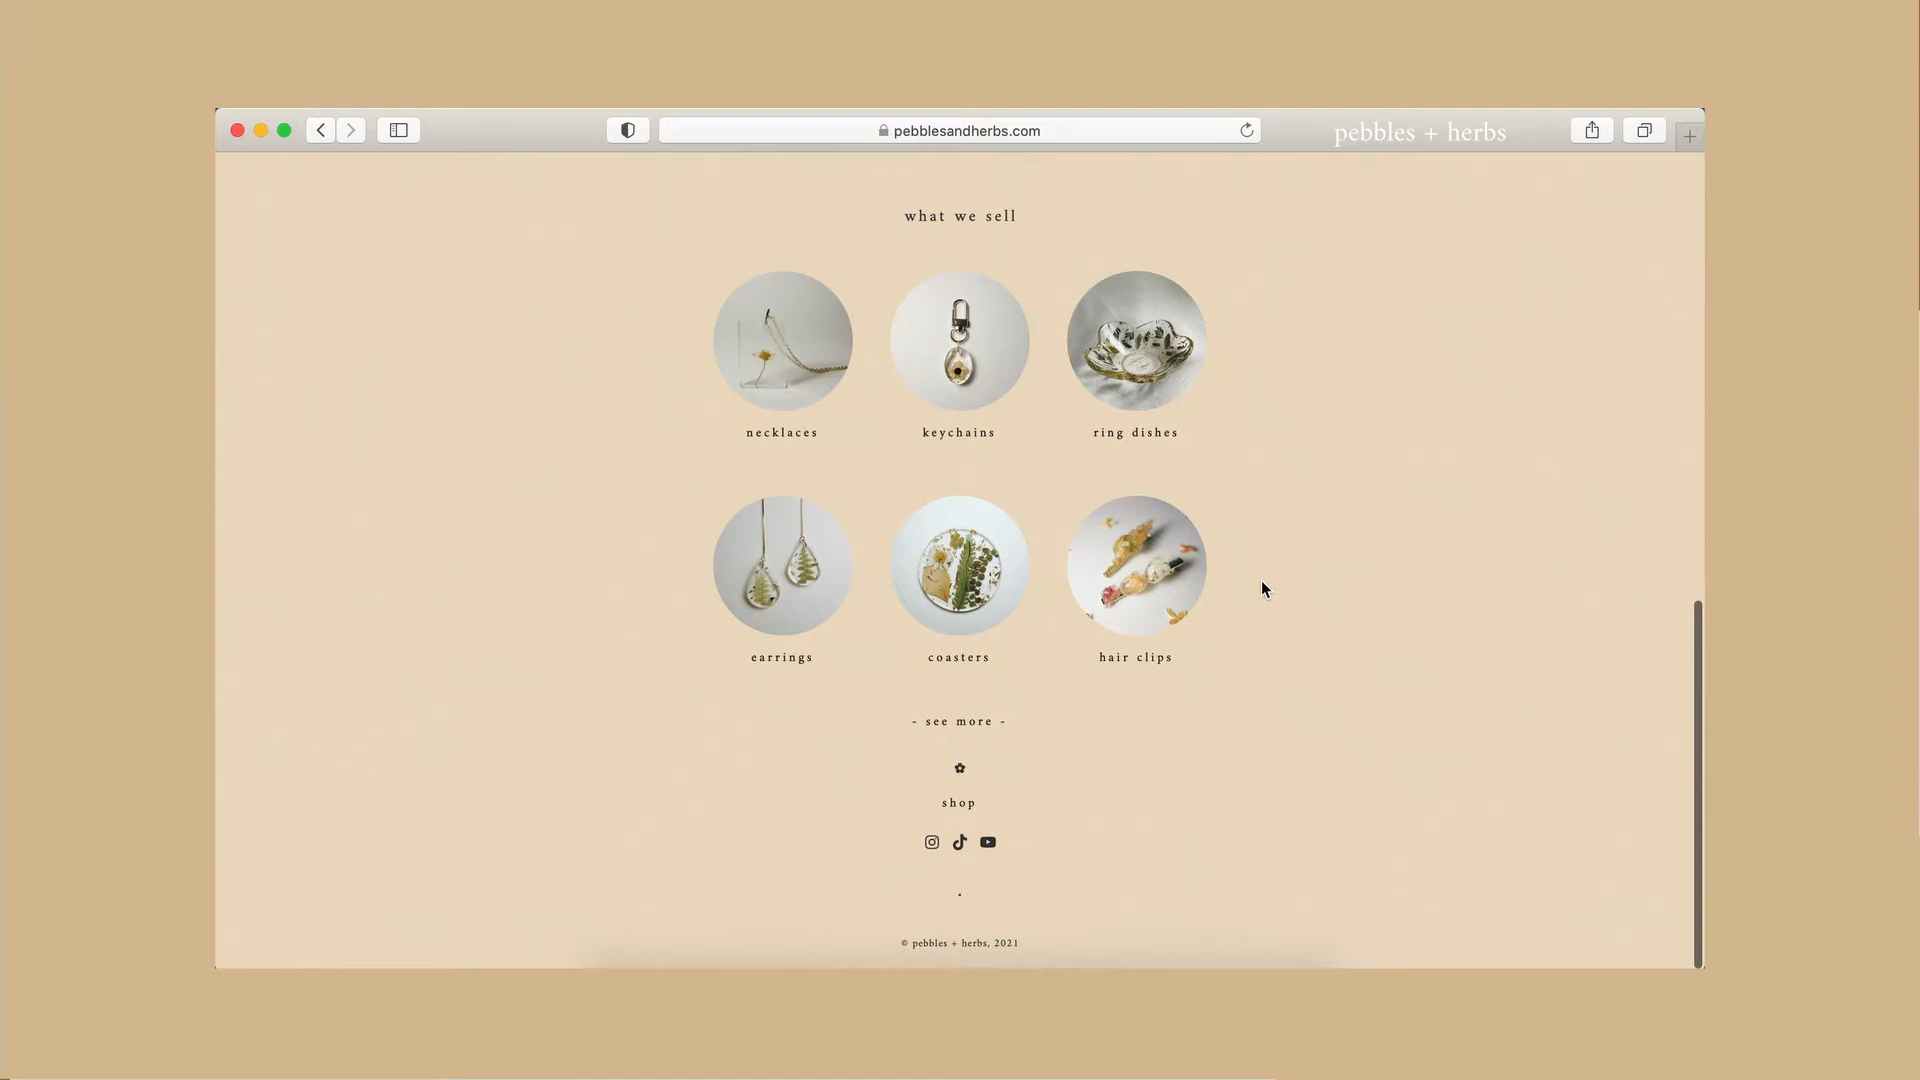 pebblesandherbs.com
pebbles + herbs
what we sell
necklaces
keychains
ring dishes
earrings
coasters
hair clips
- see more -
shop
© pebbles + herbs, 2021